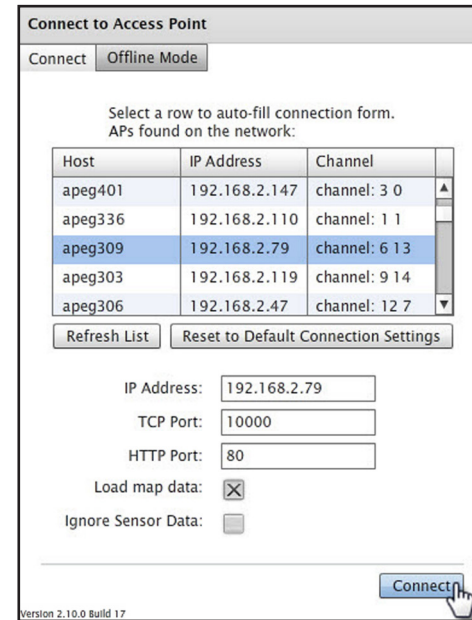 Connect to Access Point
Connect Offline Mode
Select a row to auto-fill connection form.
APs found on the network:
Host IP Address Channel
apeg401 192.168.2.147 channel: 3 0
apeg336 192.168.2.110 channel: 1 1
apeg309 192.168.2.79 channel: 6 13
apeg303 192.168.2.119 channel: 9 14
apeg306 192.168.2.47 channel: 12 7
Refresh List Reset to Default Connection Settings
IP Address: 192.168.2.79
TCP Port: 10000
HTTP Port: 80
Load map data:
Ignore Sensor Data:
Connect
Version 2.10.0 Build 17